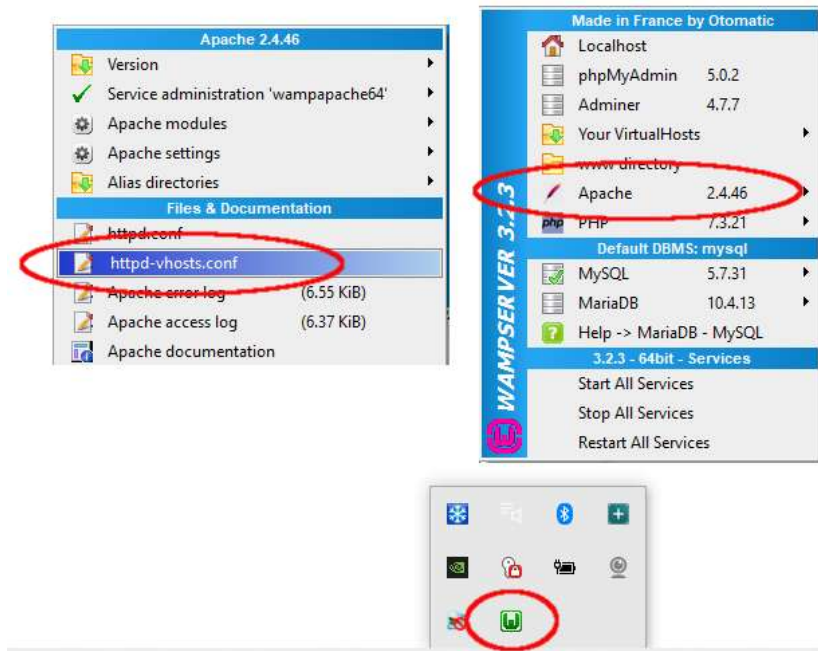 Apache 2.4.46
Version
Service administration 'wampapache64'
Apache modules
Apache settings
Alias directories
Files & Documentation
httpd.conf
httpd-vhosts.conf
Apache error log (6.55 KiB)
Apache access log (6.37 KiB)
Apache documentation
WAMPSERVER 3.2.3
Made in France by Otomatic
Localhost
phpMyAdmin 5.0.2
Adminer 4.7.7
Your VirtualHosts
www directory
Apache 2.4.46
php PHP 7.3.21
Default DBMS: mysql
MySQL 5.7.31
MariaDB 10.4.13
? Help -> MariaDB - MySQL
3.2.3 - 64bit - Services
Start All Services
Stop All Services
Restart All Services